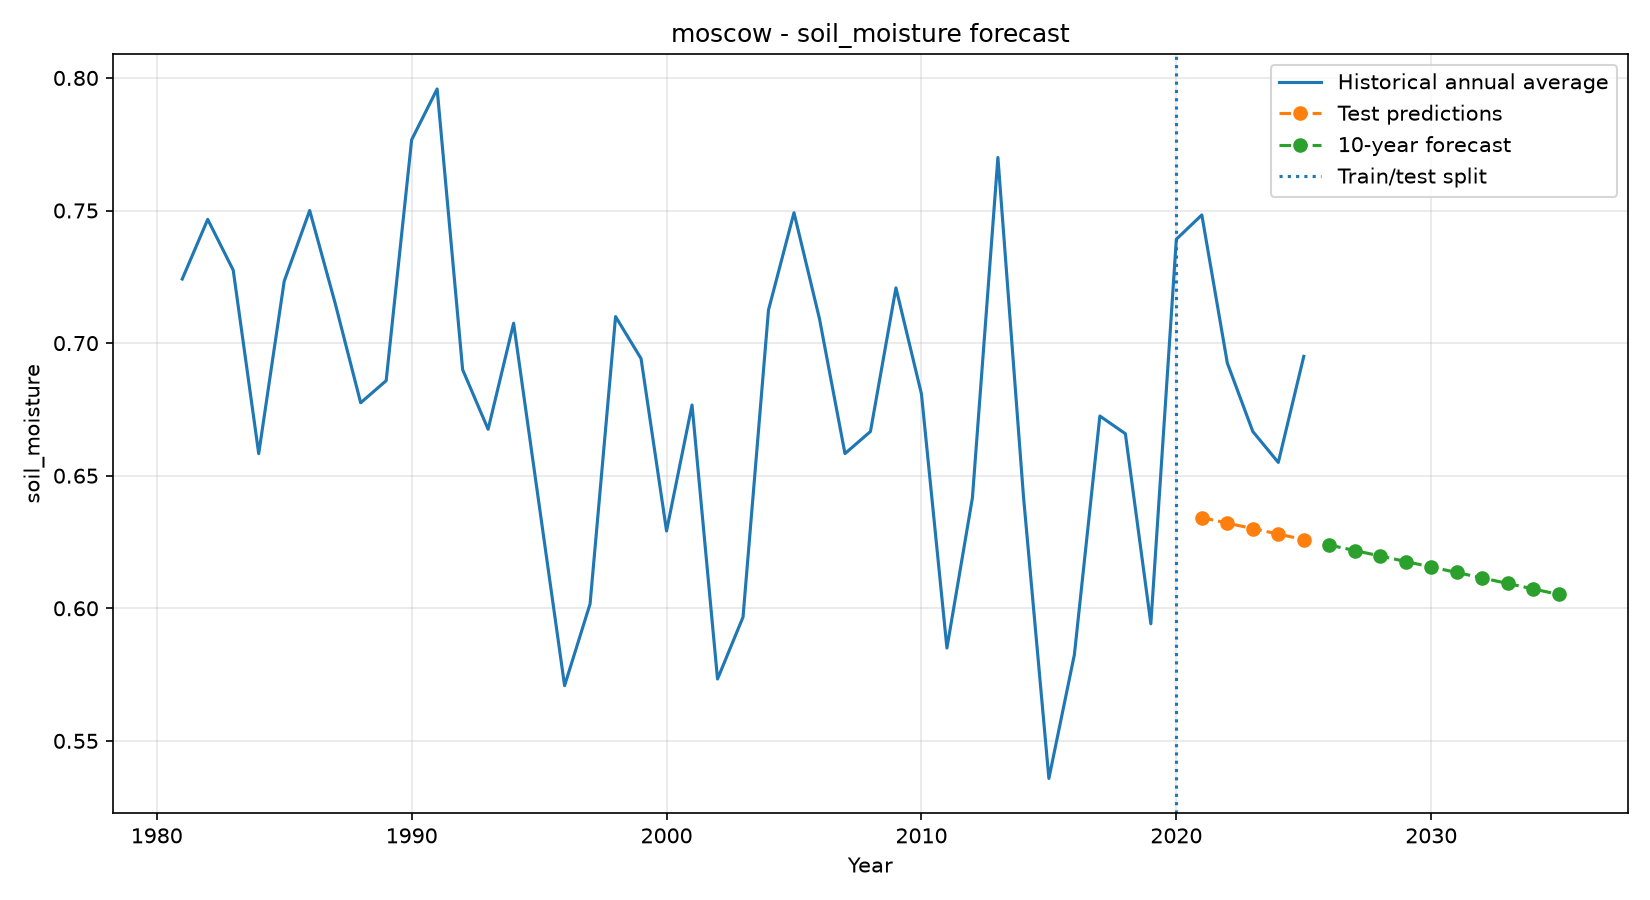 moscow - soil_moisture forecast
Historical annual average
Test predictions
10-year forecast
Train/test split
soil_moisture
0.80
0.75
0.70
0.65
0.60
0.55
1980 1990 2000 2010 2020 2030
Year